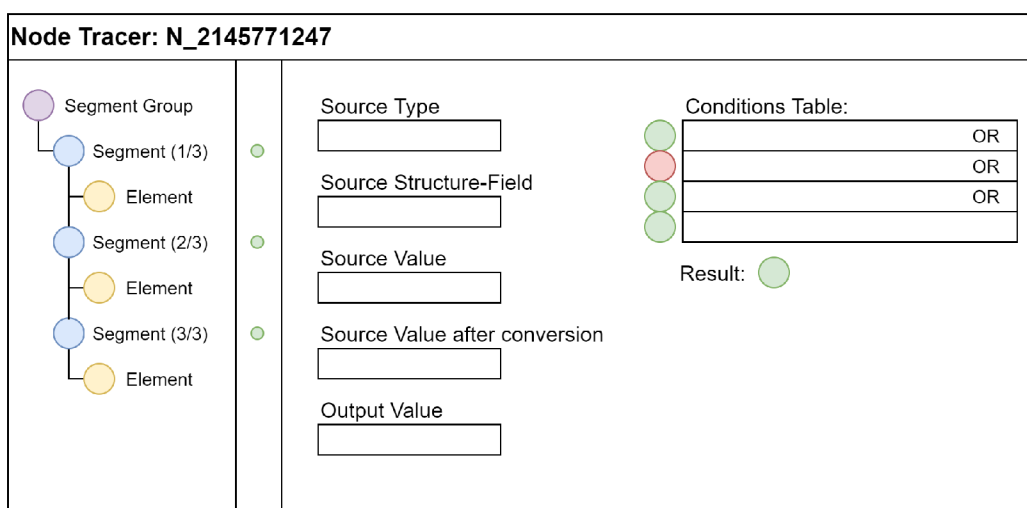 Node Tracer: N_2145771247
Segment Group
Segment (1/3)
Element
Segment (2/3)
Element
Segment (3/3)
Element
Source Type
Source Structure-Field
Source Value
Source Value after conversion
Output Value
Conditions Table:
OR
OR
OR
Result: